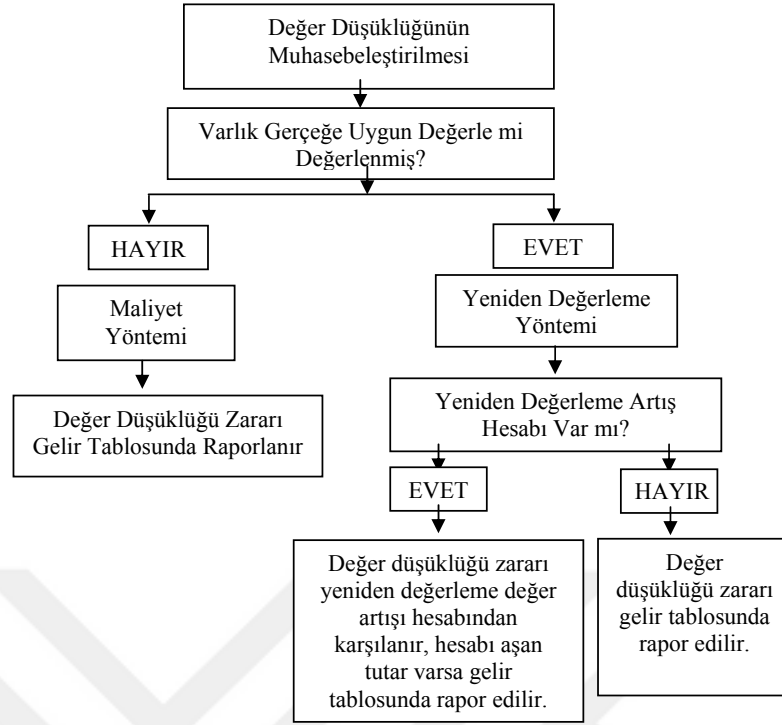 Değer Düşüklüğünün
Muhasebeleştirilmesi
Varlık Gerçeğe Uygun Değerle mi
Değerlenmiş?
HAYIR
EVET
Maliyet
Yöntemi
Yeniden Değerleme
Yöntemi
Değer Düşüklüğü Zararı
Gelir Tablosunda Raporlanır
Yeniden Değerleme Artış
Hesabı Var mı?
EVET
HAYIR
Değer düşüklüğü zararı
yeniden değerleme değer
artışı hesabından
karşılanır, hesabı aşan
tutar varsa gelir
tablosunda rapor edilir.
Değer
düşüklüğü zararı
gelir tablosunda
rapor edilir.